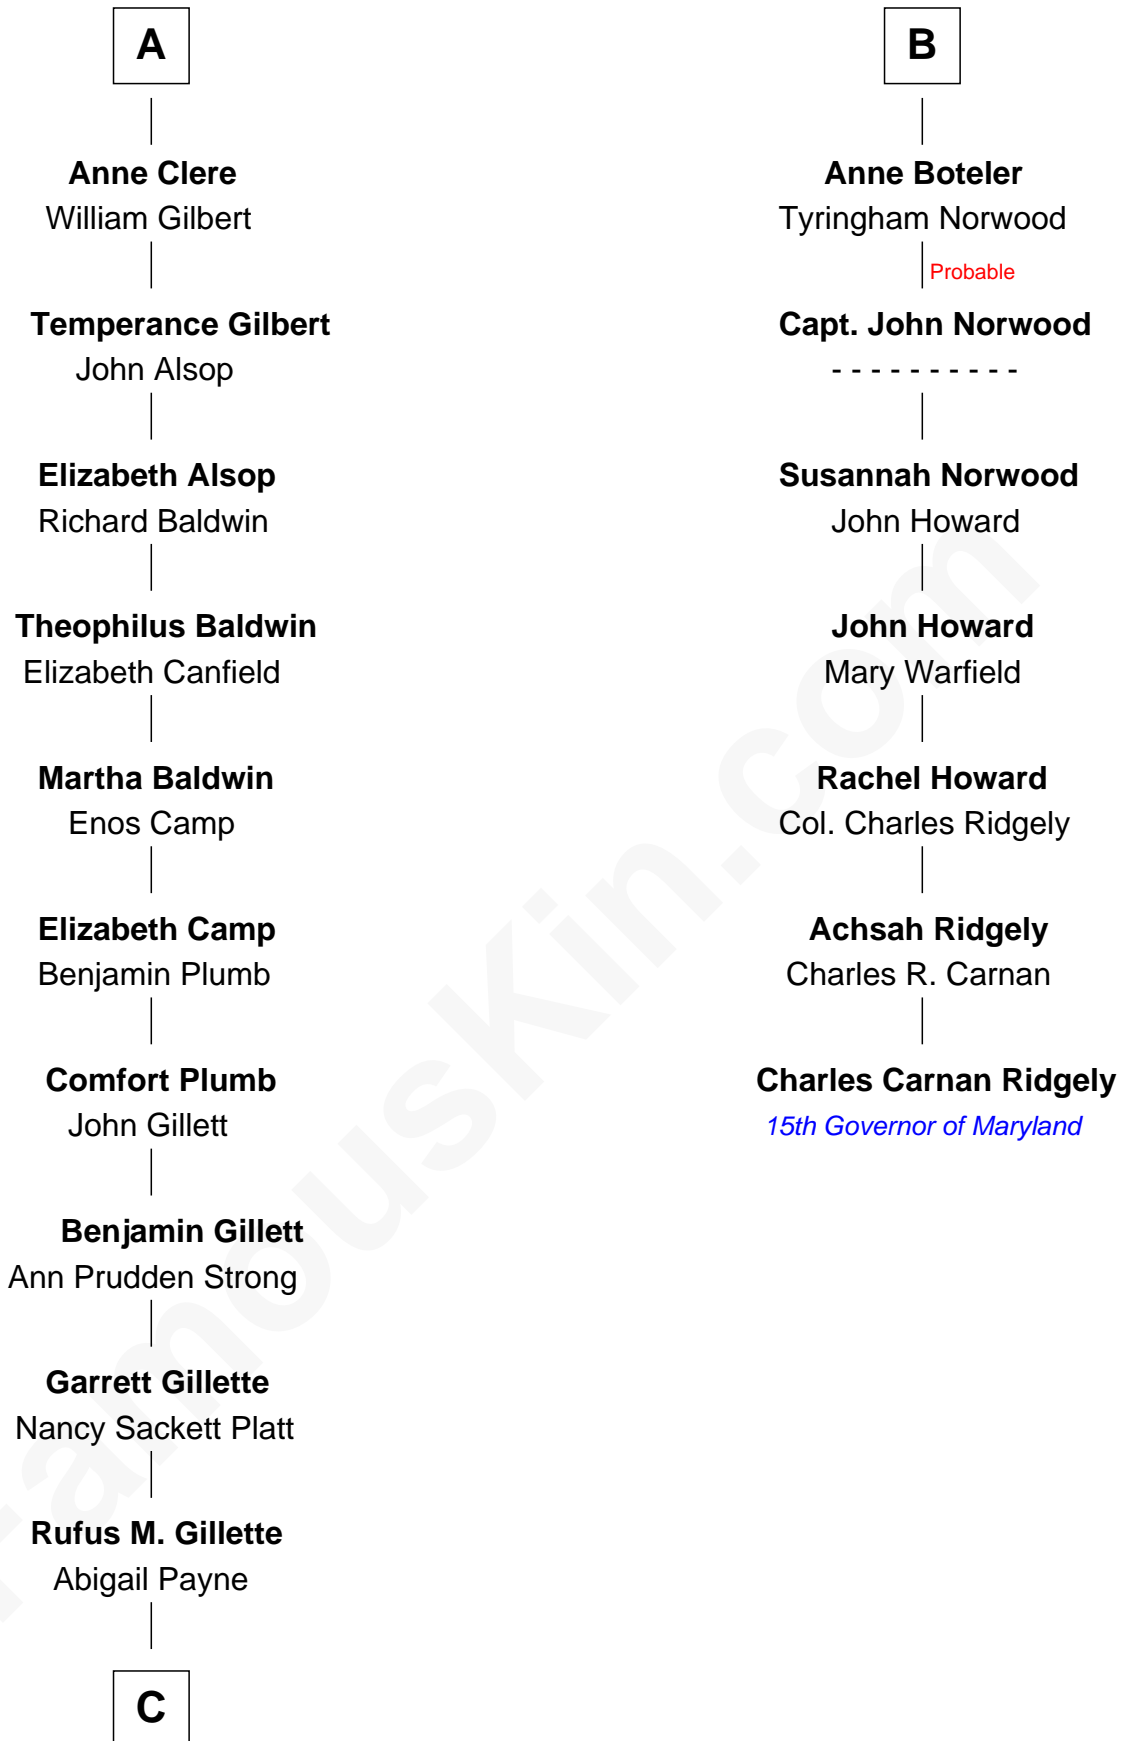 A
Anne Clere
William Gilbert
Temperance Gilbert
John Alsop
Elizabeth Alsop
Richard Baldwin
Theophilus Baldwin
Elizabeth Canfield
Martha Baldwin
Enos Camp
Elizabeth Camp
Benjamin Plumb
Comfort Plumb
John Gillett
Benjamin Gillett
Ann Prudden Strong
Garrett Gillette
Nancy Sackett Platt
Rufus M. Gillette
Abigail Payne
C
B
Anne Boteler
Tyringham Norwood
Probable
Capt. John Norwood
- - - - - - - - - -
Susannah Norwood
John Howard
John Howard
Mary Warfield
Rachel Howard
Col. Charles Ridgely
Achsah Ridgely
Charles R. Carnan
Charles Carnan Ridgely
15th Governor of Maryland
FamousKin.com